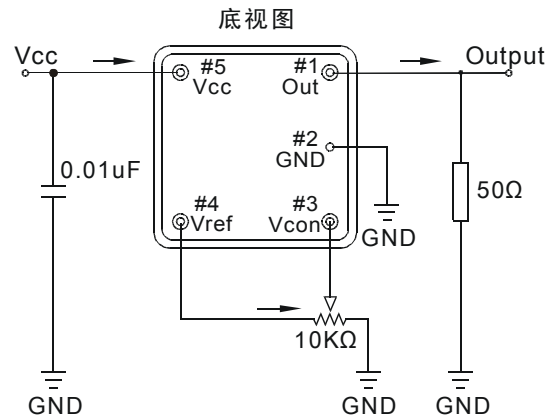 底视图
Vcc
Output
#5
Vcc
#1
Out
#2
GND
0.01uF
#4
Vref
#3
Vcon
GND
50Ω
10KΩ
GND
GND
GND